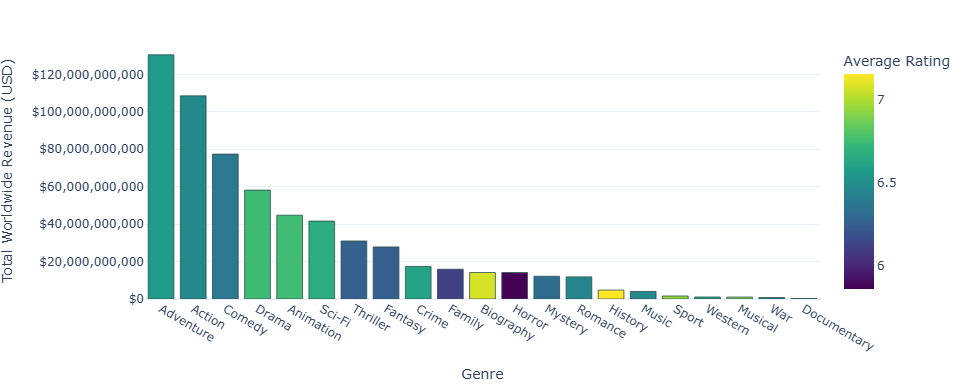 Average Rating
Total Worldwide Revenue (USD)
$120,000,000,000
$100,000,000,000
$80,000,000,000
$60,000,000,000
$40,000,000,000
$20,000,000,000
$0
7
6.5
6
Adventure
Action
Comedy
Drama
Animation
Sci-Fi
Thriller
Fantasy
Crime
Family
Biography
Horror
Mystery
Romance
History
Music
Sport
Western
Musical
War
Documentary
Genre